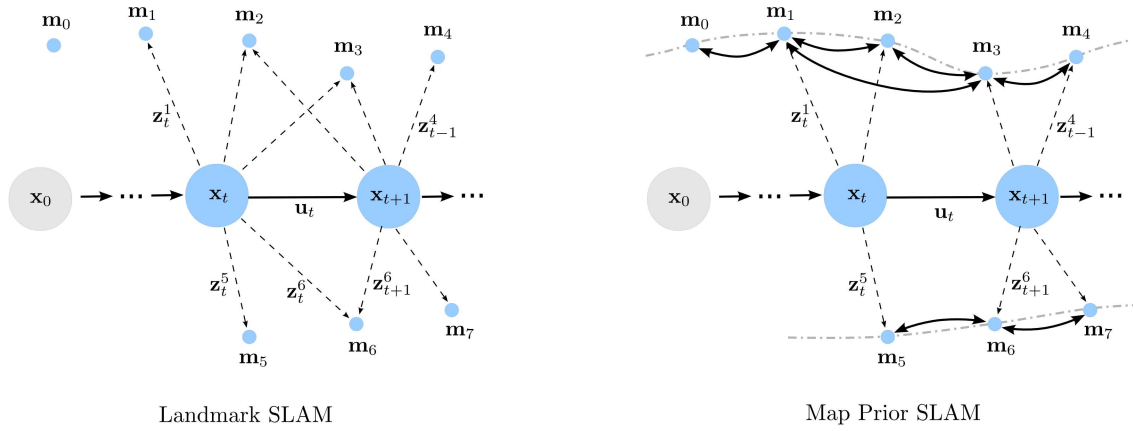 m₀ m₁ m₂ m₃ m₄
z_t^1 z_{t-1}^4
x₀ ... x_t u_t x_{t+1} ...
z_t^5 z_t^6 z_{t+1}^6
m₅ m₆ m₇
Landmark SLAM
m₀ m₁ m₂ m₃ m₄
z_t^1 z_{t-1}^4
x₀ ... x_t u_t x_{t+1} ...
z_t^5 z_{t+1}^6
m₅ m₆ m₇
Map Prior SLAM